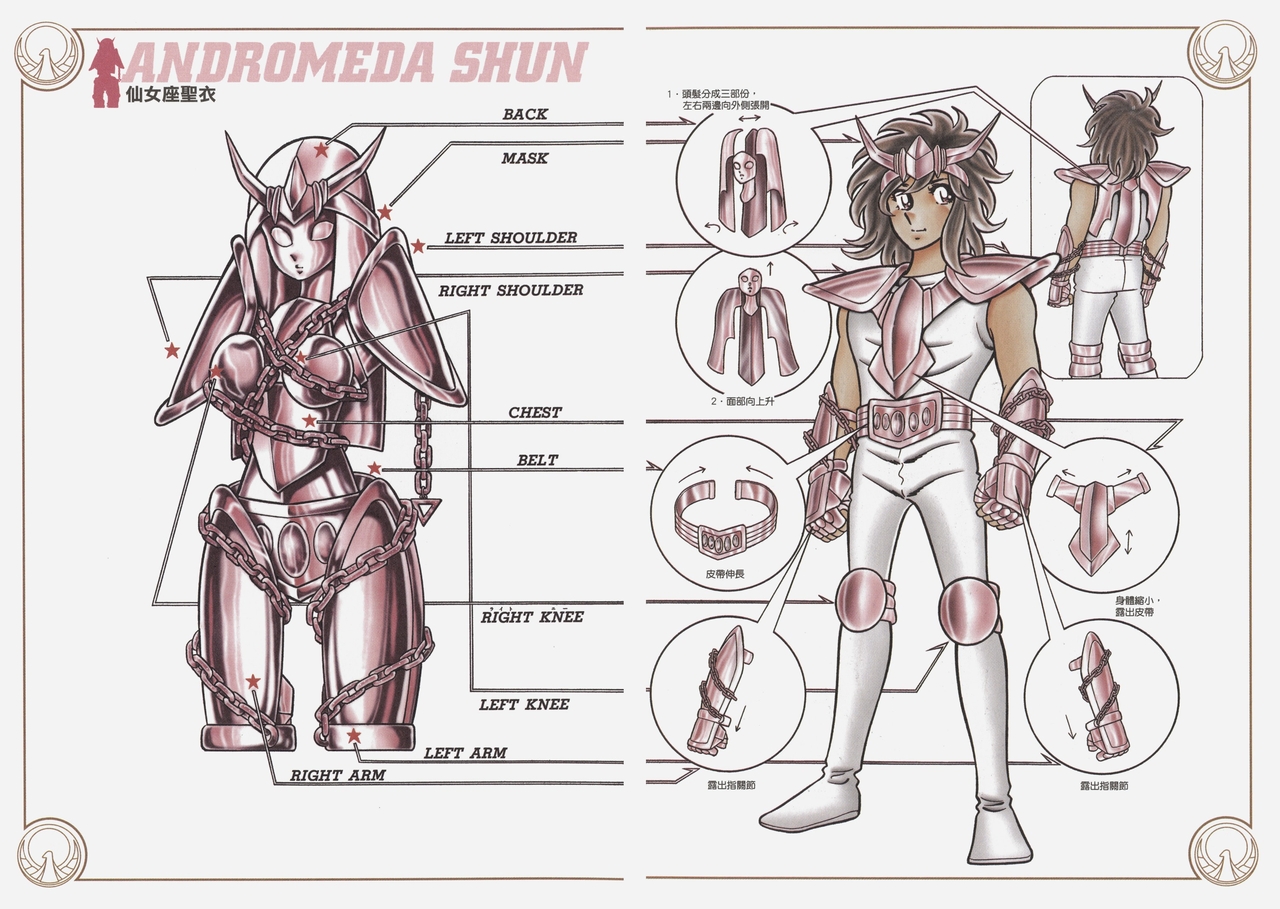 ANDROMEDA SHUN
仙女座聖衣
BACK
MASK
LEFT SHOULDER
RIGHT SHOULDER
CHEST
BELT
RIGHT KNEE
LEFT KNEE
LEFT ARM
RIGHT ARM
1・頭髮分成三部份，
左右兩邊向外側張開
2・面部向上升
皮帶伸長
身體縮小，
露出皮帶
露出指關節
露出指關節